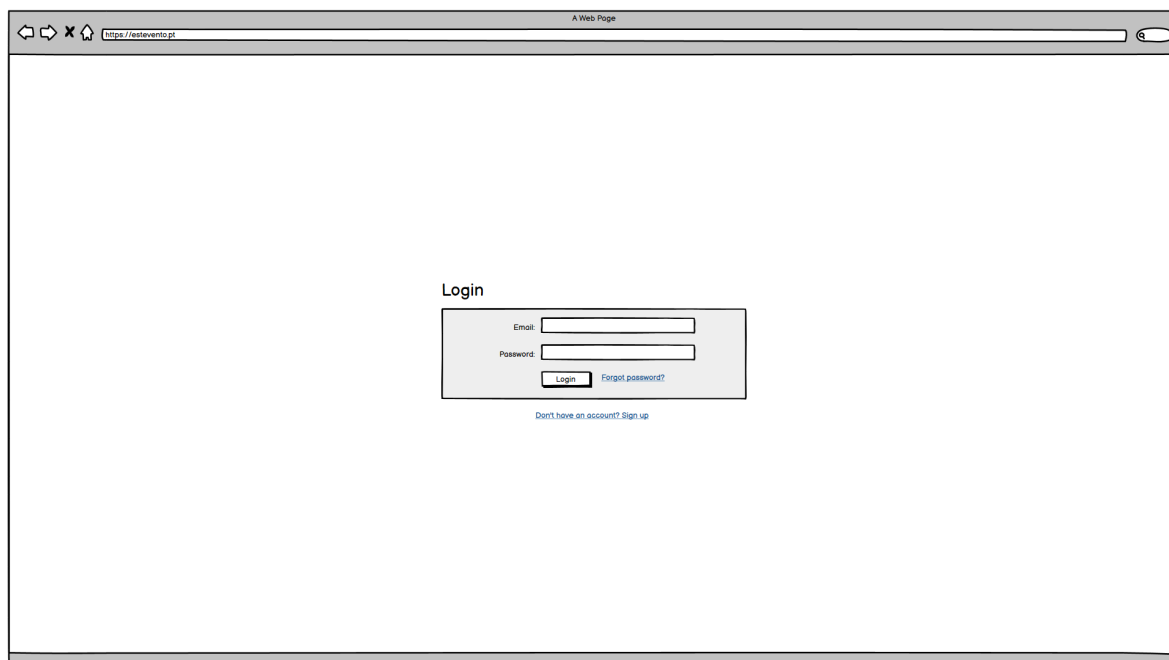 A Web Page
https://estevento.pt
Login
Email:
Password:
Login Forgot password?
Don't have an account? Sign up